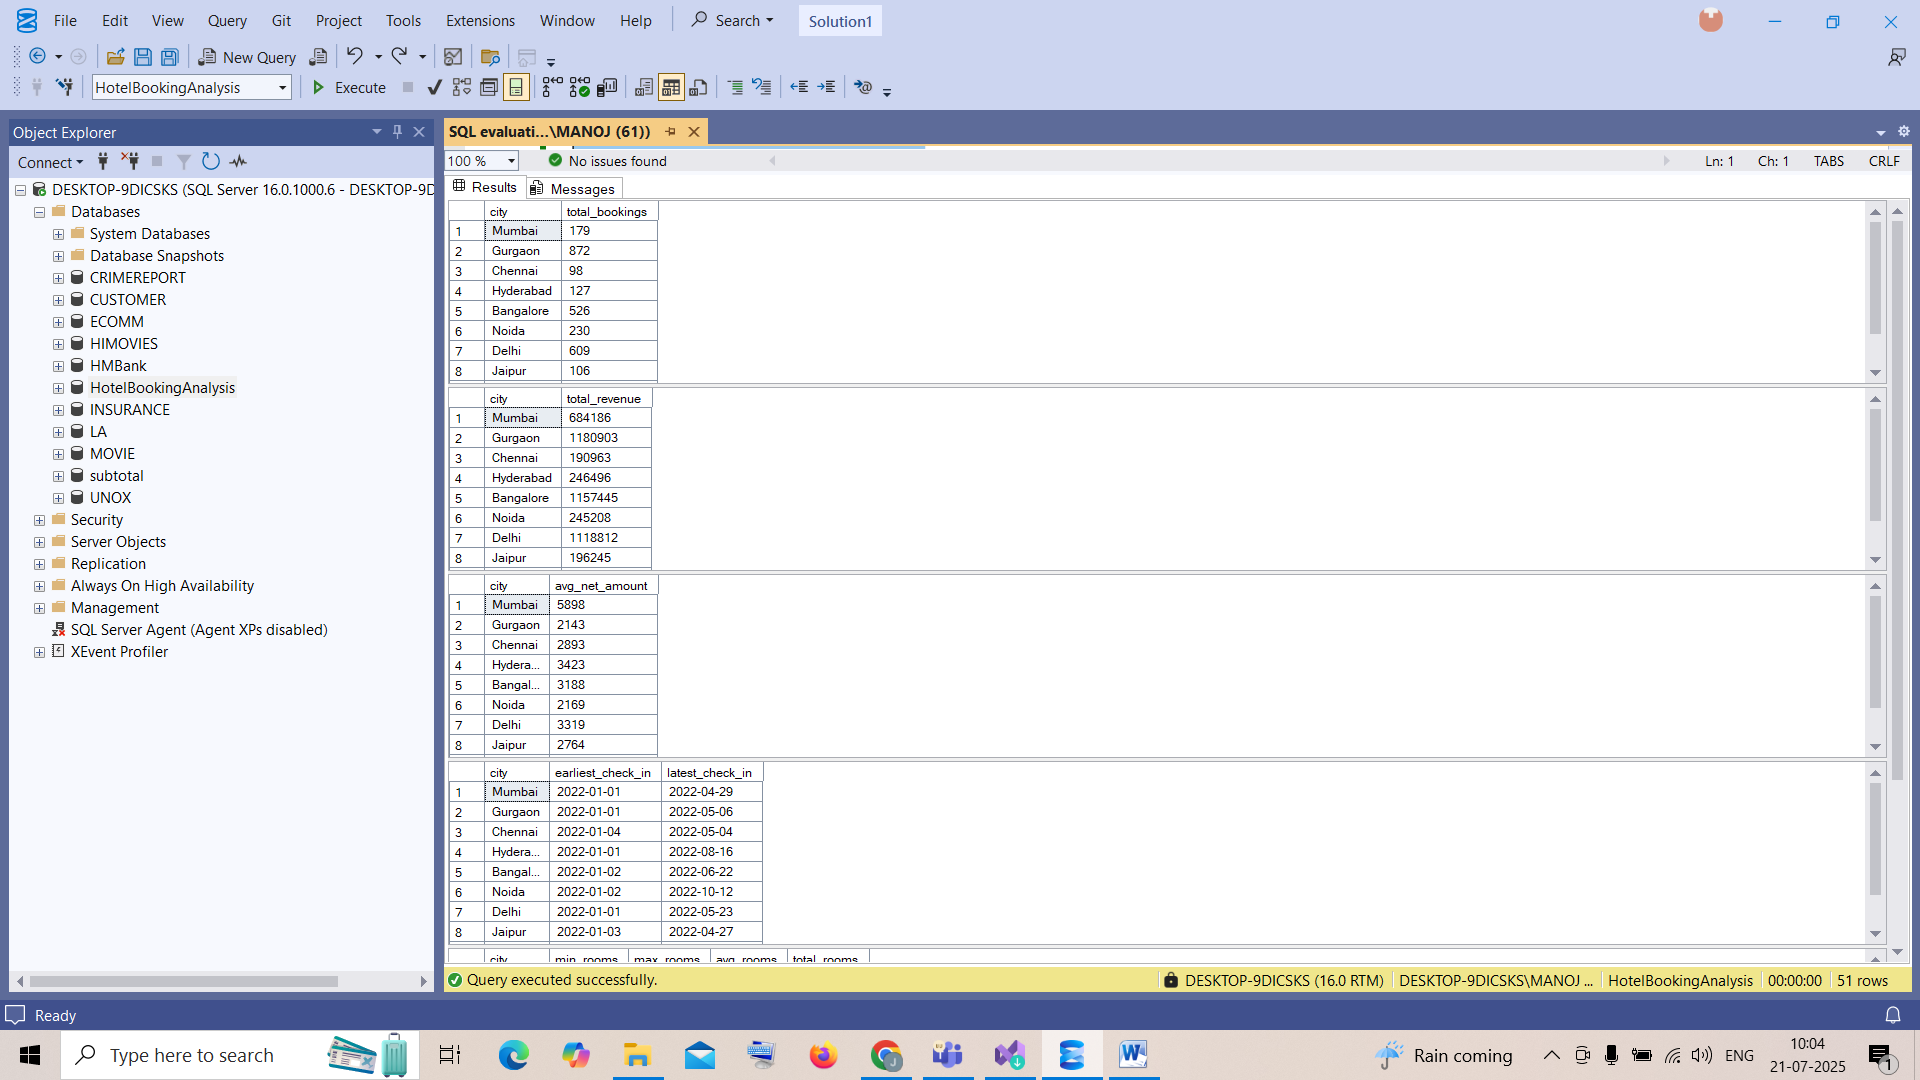 File Edit View Query Git Project Tools Extensions Window Help Search Solution1
New Query
HotelBookingAnalysis Execute
Object Explorer
Connect
DESKTOP-9DICSKS (SQL Server 16.0.1000.6 - DESKTOP-9D
Databases
System Databases
Database Snapshots
CRIMEREPORT
CUSTOMER
ECOMM
HIMOVIES
HMBank
HotelBookingAnalysis
INSURANCE
LA
MOVIE
subtotal
UNOX
Security
Server Objects
Replication
Always On High Availability
Management
SQL Server Agent (Agent XPs disabled)
XEvent Profiler
SQL evaluati...\MANOJ (61))
100 % No issues found Ln: 1 Ch: 1 TABS CRLF
Results Messages
city total_bookings
1 Mumbai 179
2 Gurgaon 872
3 Chennai 98
4 Hyderabad 127
5 Bangalore 526
6 Noida 230
7 Delhi 609
8 Jaipur 106
city total_revenue
1 Mumbai 684186
2 Gurgaon 1180903
3 Chennai 190963
4 Hyderabad 246496
5 Bangalore 1157445
6 Noida 245208
7 Delhi 1118812
8 Jaipur 196245
city avg_net_amount
1 Mumbai 5898
2 Gurgaon 2143
3 Chennai 2893
4 Hydera... 3423
5 Bangal... 3188
6 Noida 2169
7 Delhi 3319
8 Jaipur 2764
city earliest_check_in latest_check_in
1 Mumbai 2022-01-01 2022-04-29
2 Gurgaon 2022-01-01 2022-05-06
3 Chennai 2022-01-04 2022-05-04
4 Hydera... 2022-01-01 2022-08-16
5 Bangal... 2022-01-02 2022-06-22
6 Noida 2022-01-02 2022-10-12
7 Delhi 2022-01-01 2022-05-23
8 Jaipur 2022-01-03 2022-04-27
city min_rooms max_rooms avg_rooms total_rooms
Query executed successfully. DESKTOP-9DICSKS (16.0 RTM) DESKTOP-9DICSKS\MANOJ ... HotelBookingAnalysis 00:00:00 51 rows
Ready
Type here to search Rain coming ENG 10:04
21-07-2025 1